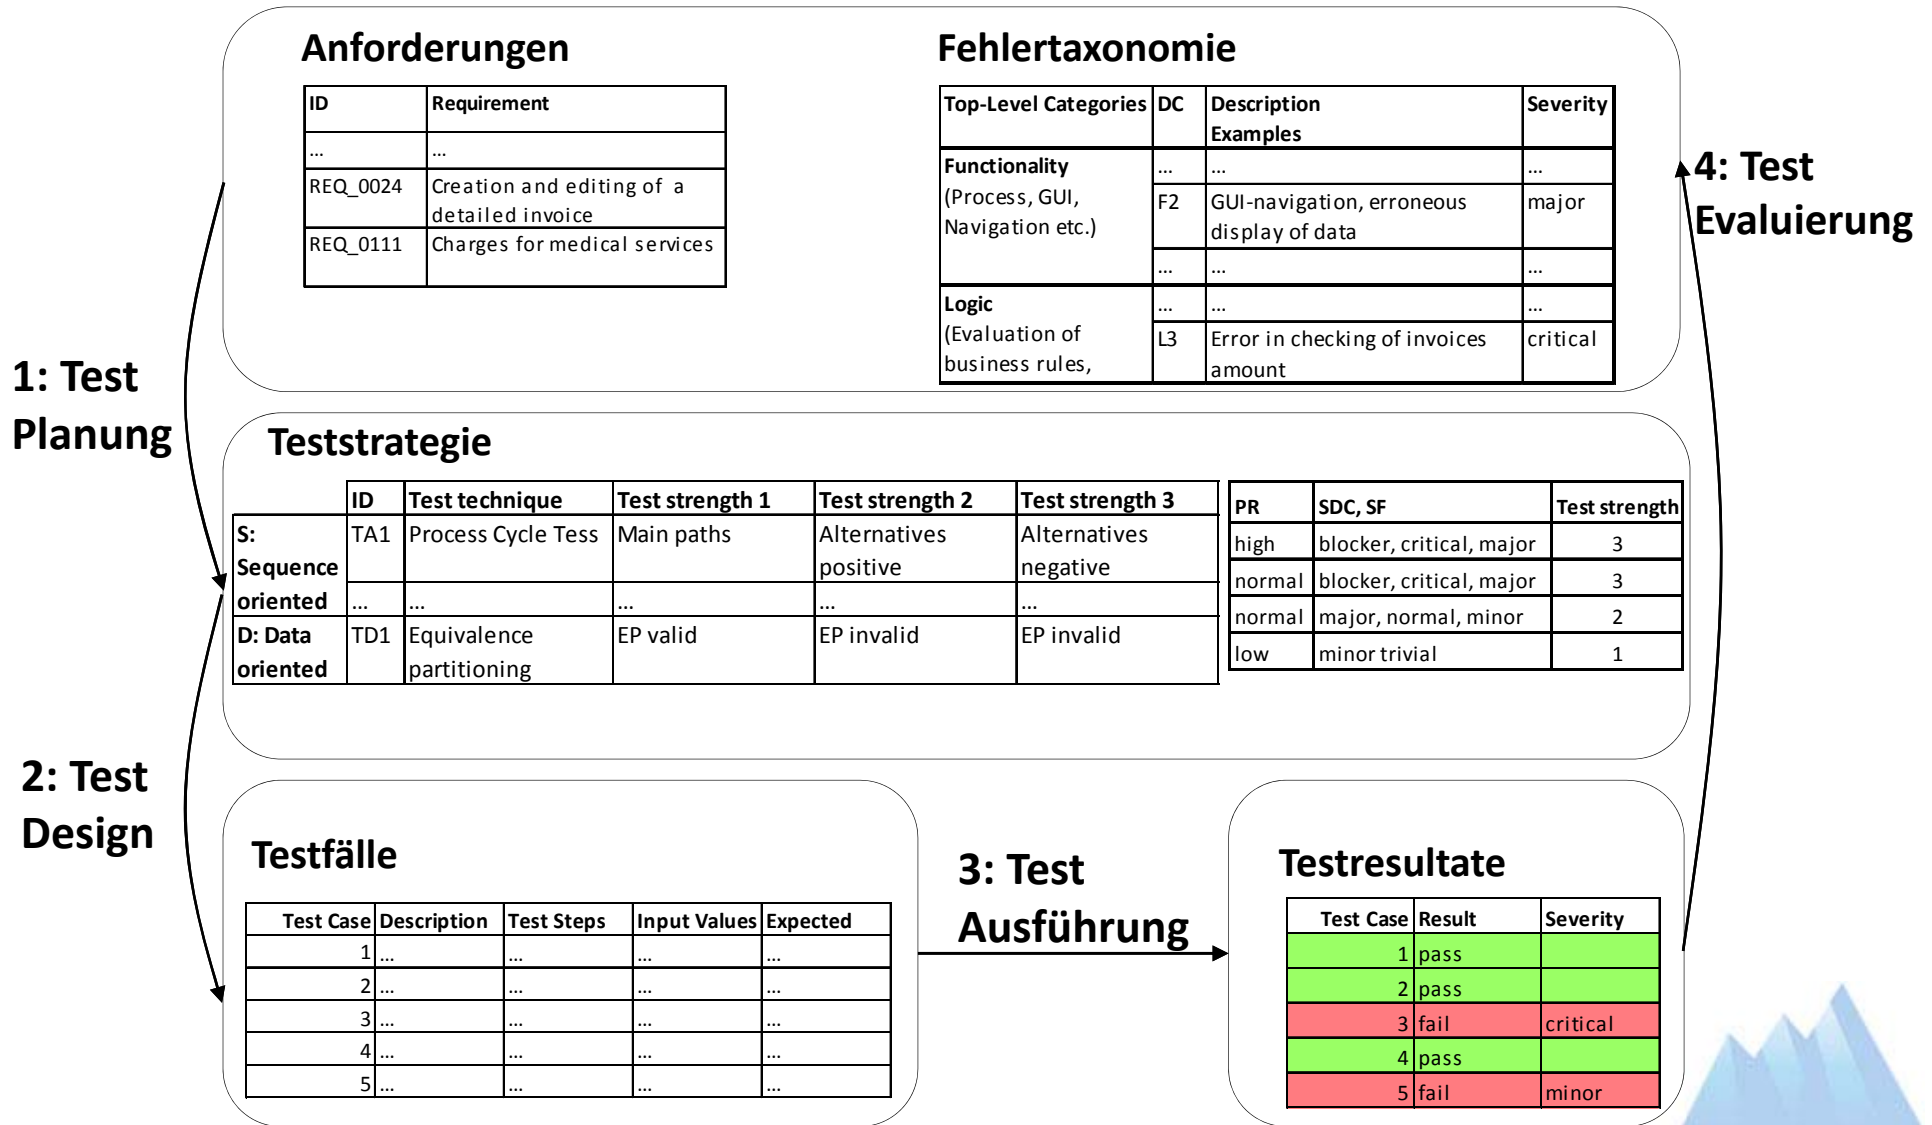 Anforderungen
ID Requirement
... ...
REQ_0024 Creation and editing of a
detailed invoice
REQ_0111 Charges for medical services
Fehlertaxonomie
Top-Level Categories DC Description Severity
Examples
Functionality ... ... ...
(Process, GUI, F2 GUI-navigation, erroneous major
Navigation etc.) display of data
... ... ...
Logic ... ... ...
(Evaluation of L3 Error in checking of invoices critical
business rules, amount
4: Test
Evaluierung
1: Test
Planung
Teststrategie
ID Test technique Test strength 1 Test strength 2 Test strength 3
S: TA1 Process Cycle Tess Main paths Alternatives Alternatives
Sequence positive negative
oriented ... ... ... ... ...
D: Data TD1 Equivalence EP valid EP invalid EP invalid
oriented partitioning
PR SDC, SF Test strength
high blocker, critical, major 3
normal blocker, critical, major 3
normal major, normal, minor 2
low minor trivial 1
2: Test
Design
Testfälle
Test Case Description Test Steps Input Values Expected
1 ... ... ... ...
2 ... ... ... ...
3 ... ... ... ...
4 ... ... ... ...
5 ... ... ... ...
3: Test
Ausführung
Testresultate
Test Case Result Severity
1 pass
2 pass
3 fail critical
4 pass
5 fail minor